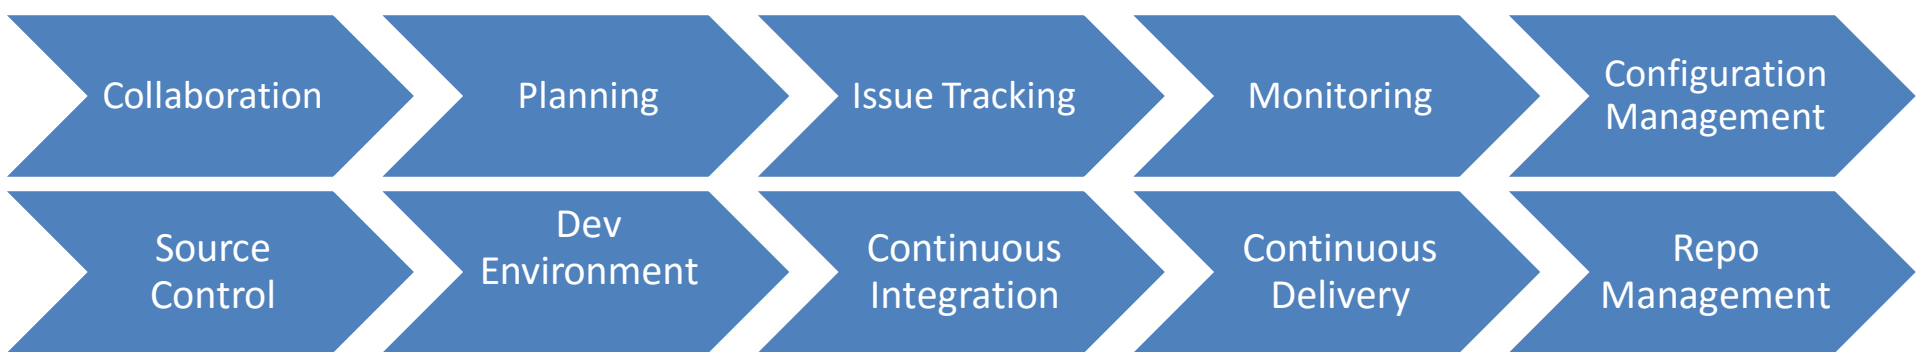 Collaboration
Planning
Issue Tracking
Monitoring
Configuration
Management
Source
Control
Dev
Environment
Continuous
Integration
Continuous
Delivery
Repo
Management